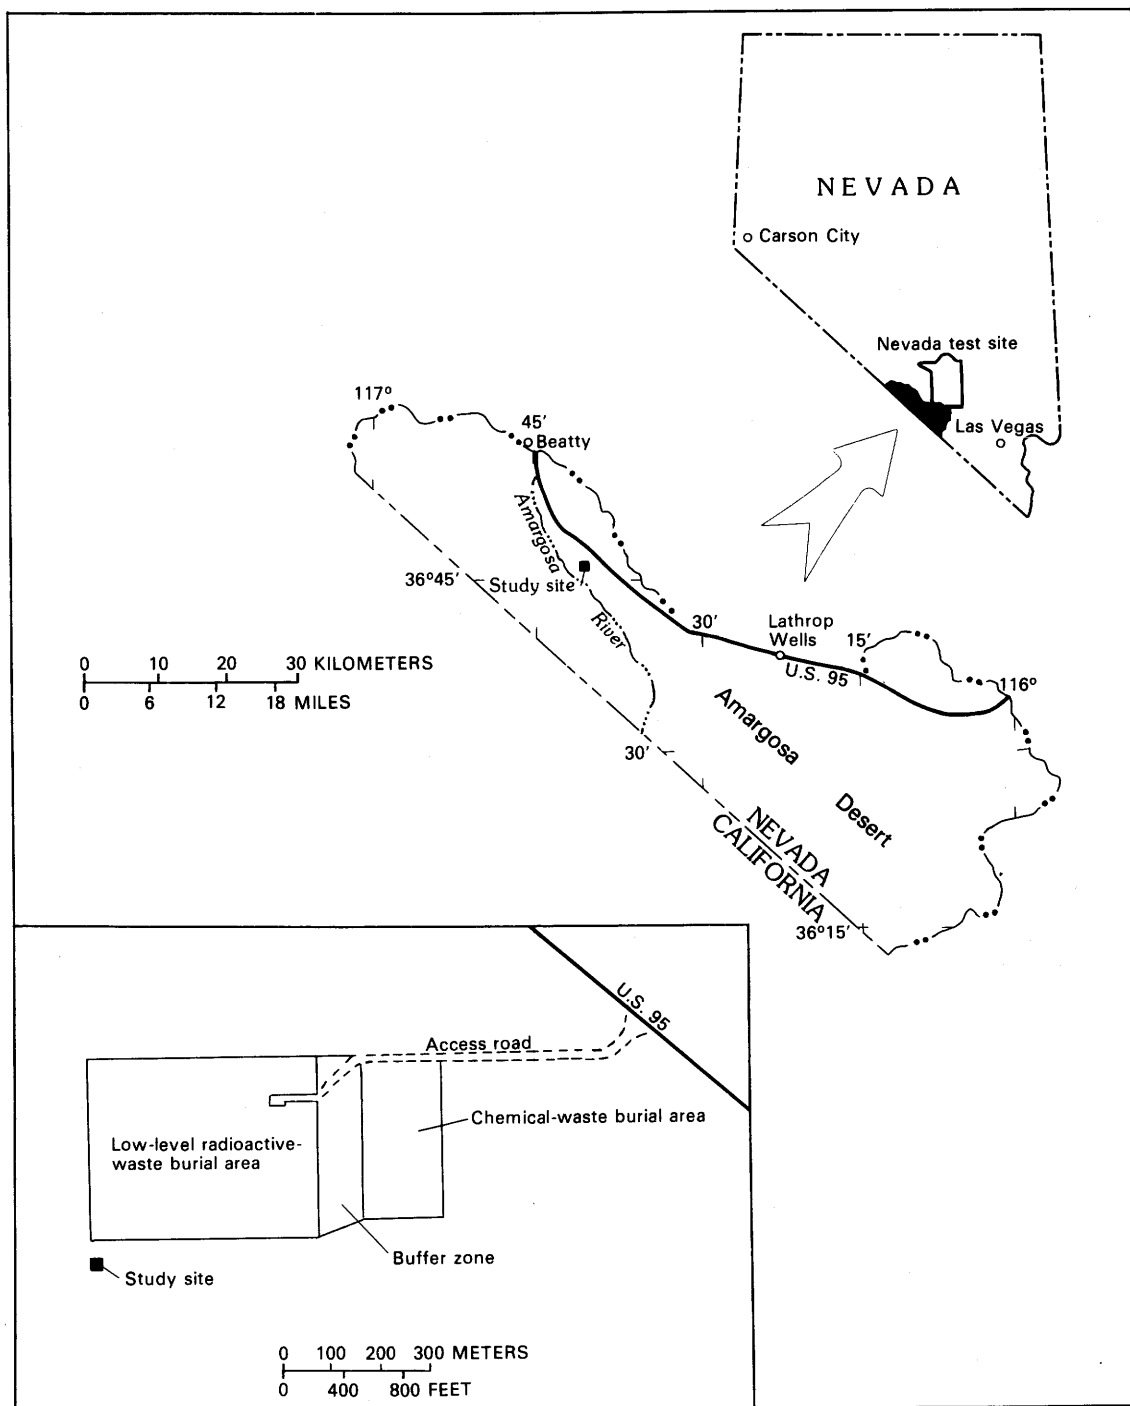 NEVADA
Carson City
Nevada test site
Las Vegas
117°
45'
Beatty
Amargosa
River
36°45'
Study site
30'
Lathrop
Wells
15'
U.S. 95
116°
0 10 20 30 KILOMETERS
0 6 12 18 MILES
30'
Amargosa
Desert
NEVADA
CALIFORNIA
36°15'
U.S. 95
Access road
Chemical-waste burial area
Low-level radioactive-
waste burial area
Buffer zone
Study site
0 100 200 300 METERS
0 400 800 FEET